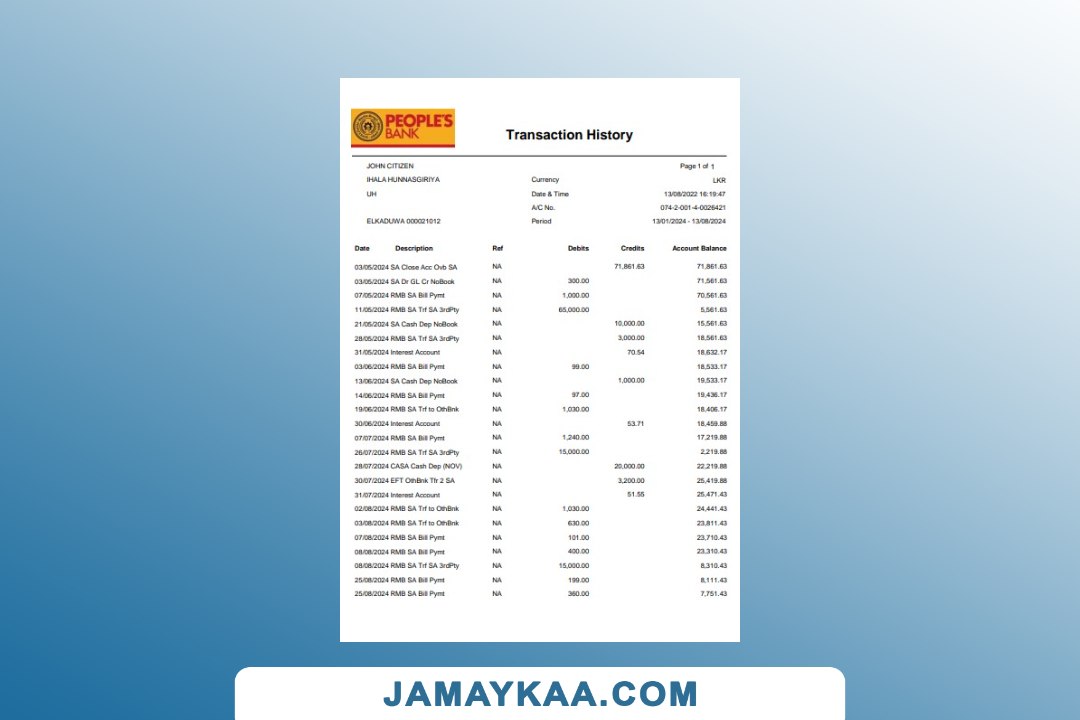 PEOPLE'S
BANK
Transaction History
JOHN CITIZEN Page 1 of 1
IHALA HUNNASGIRIYA Currency LKR
UH Date & Time 13/08/2022 16:19:47
A/C No. 074-2-001-4-0026421
ELKADUWA 000021012 Period 13/01/2024 - 13/08/2024
Date Description Ref Debits Credits Account Balance
03/05/2024 SA Close Acc Ovb SA NA 71,861.63 71,861.63
03/05/2024 SA Dr GL Cr NoBook NA 300.00 71,561.63
07/05/2024 RMB SA Bill Pymt NA 1,000.00 70,561.63
11/05/2024 RMB SA Trf SA 3rdPty NA 65,000.00 5,561.63
21/05/2024 SA Cash Dep NoBook NA 10,000.00 15,561.63
28/05/2024 RMB SA Trf SA 3rdPty NA 3,000.00 18,561.63
31/05/2024 Interest Account NA 70.54 18,632.17
03/06/2024 RMB SA Bill Pymt NA 99.00 18,533.17
13/06/2024 SA Cash Dep NoBook NA 1,000.00 19,533.17
14/06/2024 RMB SA Bill Pymt NA 97.00 19,436.17
19/06/2024 RMB SA Trf to OthBnk NA 1,030.00 18,406.17
30/06/2024 Interest Account NA 53.71 18,459.88
07/07/2024 RMB SA Bill Pymt NA 1,240.00 17,219.88
26/07/2024 RMB SA Trf SA 3rdPty NA 15,000.00 2,219.88
28/07/2024 CASA Cash Dep (NOV) NA 20,000.00 22,219.88
30/07/2024 EFT OthBnk Tfr 2 SA NA 3,200.00 25,419.88
31/07/2024 Interest Account NA 51.55 25,471.43
02/08/2024 RMB SA Trf to OthBnk NA 1,030.00 24,441.43
03/08/2024 RMB SA Trf to OthBnk NA 630.00 23,811.43
07/08/2024 RMB SA Bill Pymt NA 101.00 23,710.43
08/08/2024 RMB SA Bill Pymt NA 400.00 23,310.43
08/08/2024 RMB SA Trf SA 3rdPty NA 15,000.00 8,310.43
25/08/2024 RMB SA Bill Pymt NA 199.00 8,111.43
25/08/2024 RMB SA Bill Pymt NA 360.00 7,751.43
JAMAYKAA.COM